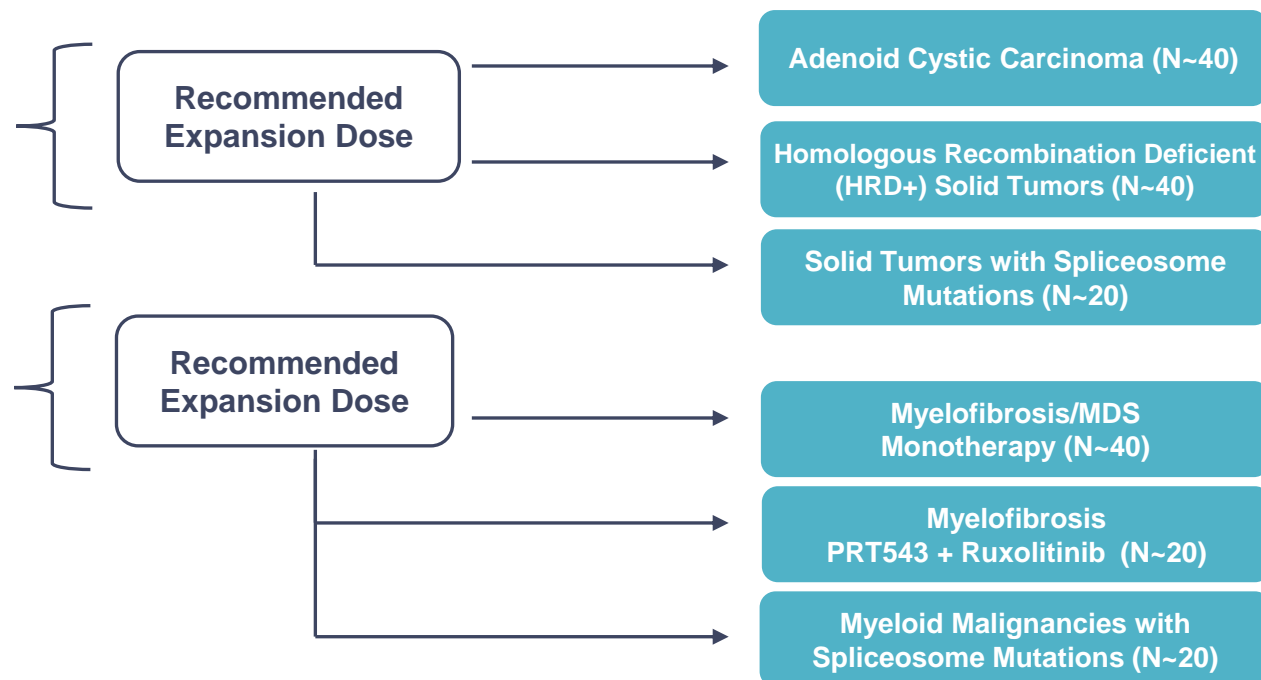 Recommended
Expansion Dose
Adenoid Cystic Carcinoma (N~40)
Homologous Recombination Deficient
(HRD+) Solid Tumors (N~40)
Solid Tumors with Spliceosome
Mutations (N~20)
Recommended
Expansion Dose
Myelofibrosis/MDS
Monotherapy (N~40)
Myelofibrosis
PRT543 + Ruxolitinib (N~20)
Myeloid Malignancies with
Spliceosome Mutations (N~20)